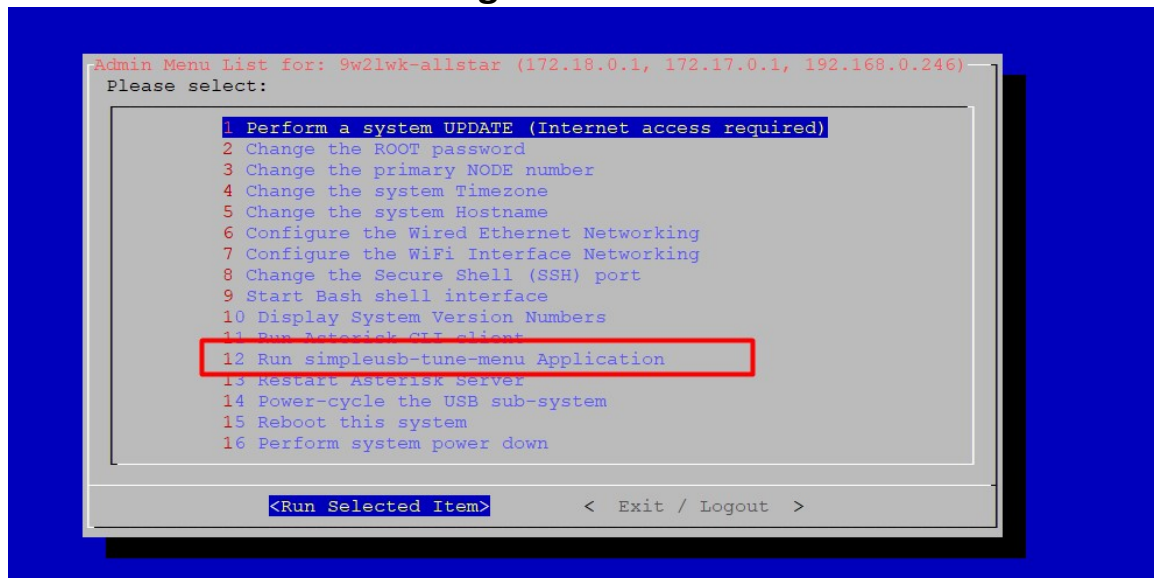 Admin Menu List for: 9w2lwk-allstar (172.18.0.1, 172.17.0.1, 192.168.0.246)
Please select:
1 Perform a system UPDATE (Internet access required)
2 Change the ROOT password
3 Change the primary NODE number
4 Change the system Timezone
5 Change the system Hostname
6 Configure the Wired Ethernet Networking
7 Configure the WiFi Interface Networking
8 Change the Secure Shell (SSH) port
9 Start Bash shell interface
10 Display System Version Numbers
11 Run Asterisk CLI client
12 Run simpleusb-tune-menu Application
13 Restart Asterisk Server
14 Power-cycle the USB sub-system
15 Reboot this system
16 Perform system power down
<Run Selected Item> < Exit / Logout >